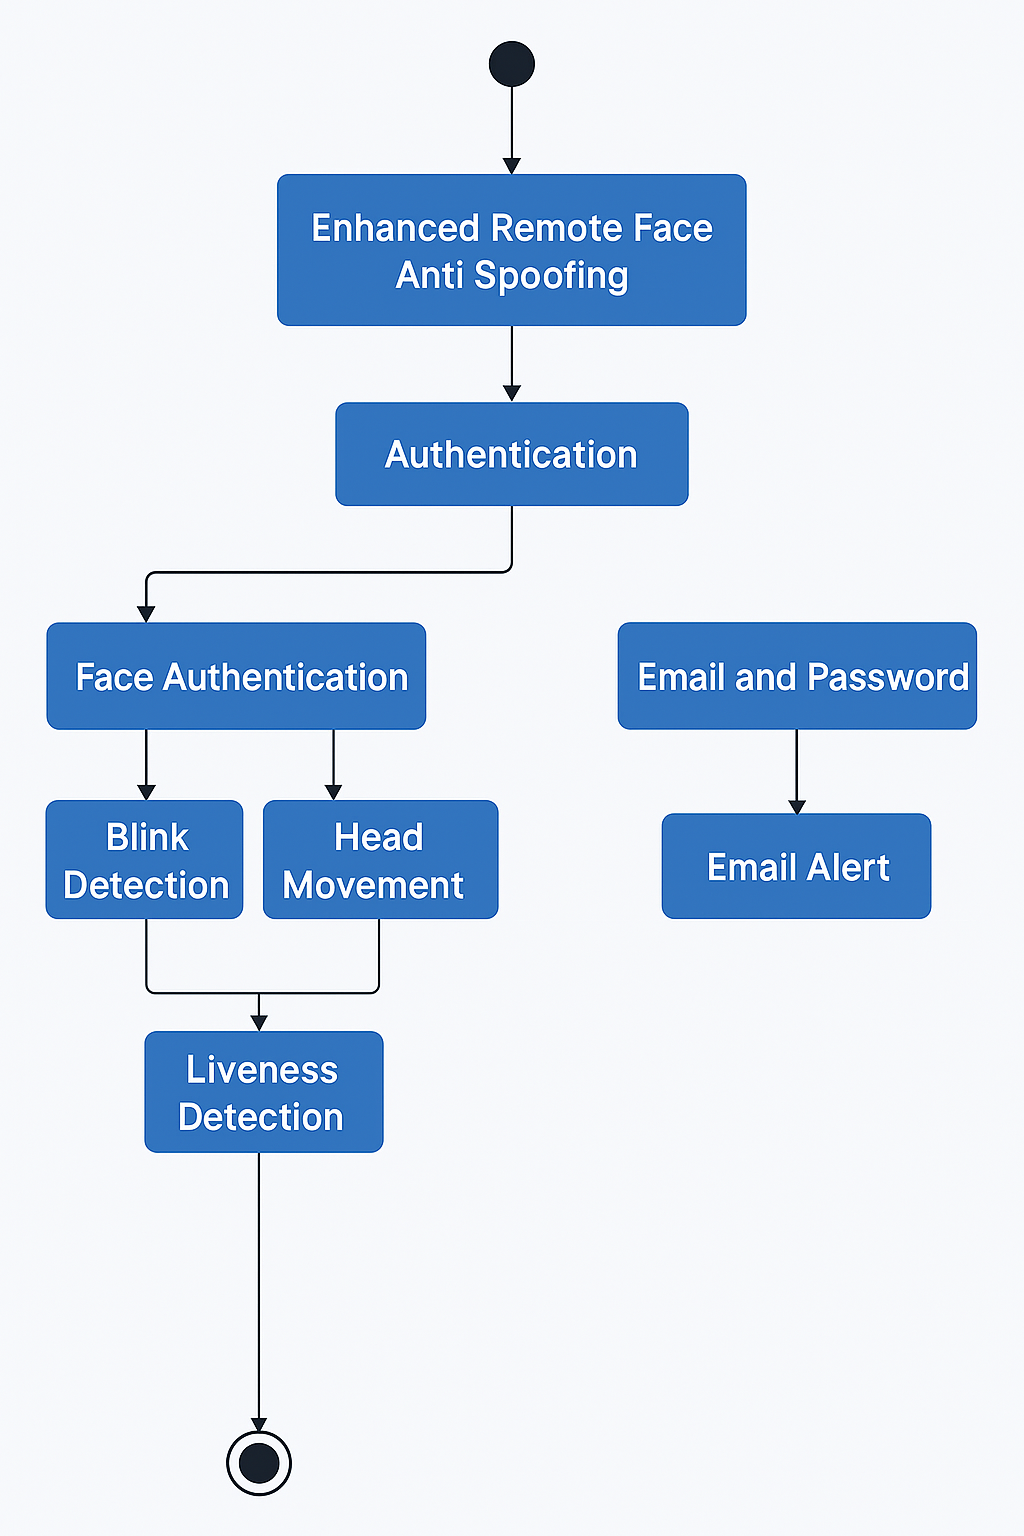 Enhanced Remote Face
Anti Spoofing
Authentication
Face Authentication
Email and Password
Blink
Detection
Head
Movement
Email Alert
Liveness
Detection